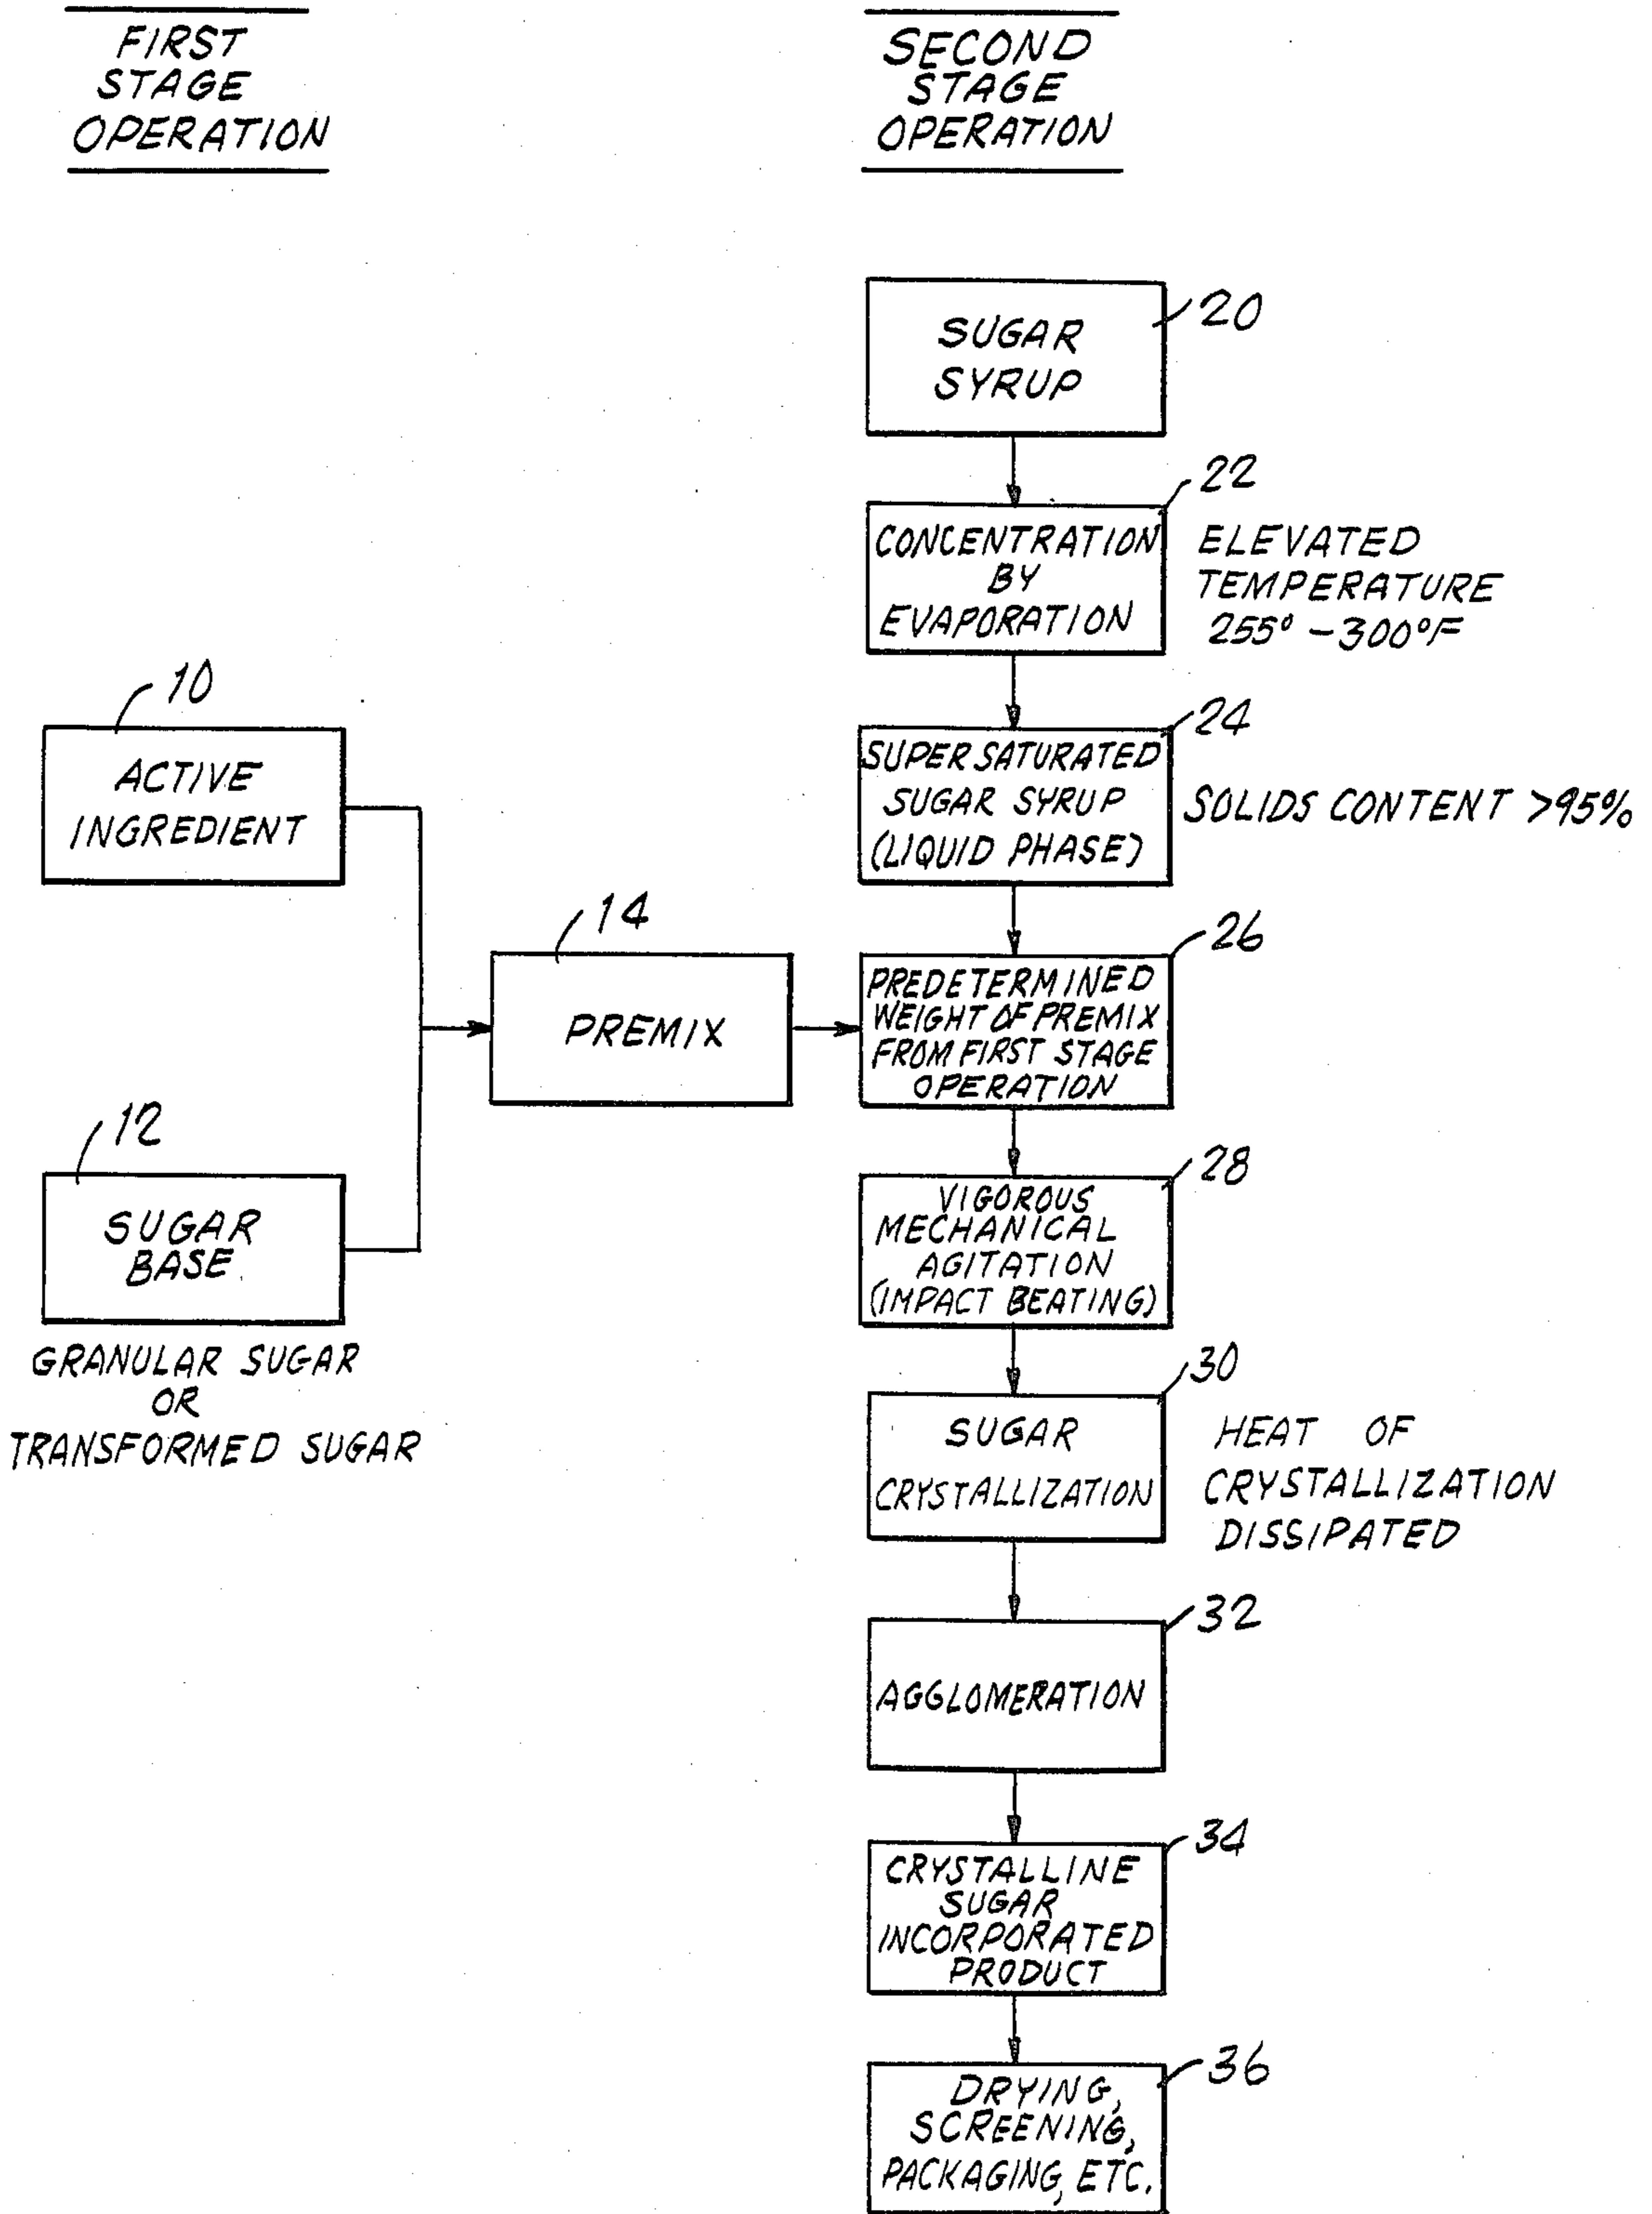 FIRST
STAGE
OPERATION
SECOND
STAGE
OPERATION
20
SUGAR
SYRUP
22
CONCENTRATION
BY
EVAPORATION
ELEVATED
TEMPERATURE
255° - 300°F
10
ACTIVE
INGREDIENT
24
SUPERSATURATED
SUGAR SYRUP
(LIQUID PHASE)
SOLIDS CONTENT >95%
14
PREMIX
26
PREDETERMINED
WEIGHT OF PREMIX
FROM FIRST STAGE
OPERATION
12
SUGAR
BASE
GRANULAR SUGAR
OR
TRANSFORMED SUGAR
28
VIGOROUS
MECHANICAL
AGITATION
(IMPACT BEATING)
30
SUGAR
CRYSTALLIZATION
HEAT OF
CRYSTALLIZATION
DISSIPATED
32
AGGLOMERATION
34
CRYSTALLINE
SUGAR
INCORPORATED
PRODUCT
36
DRYING,
SCREENING,
PACKAGING, ETC.